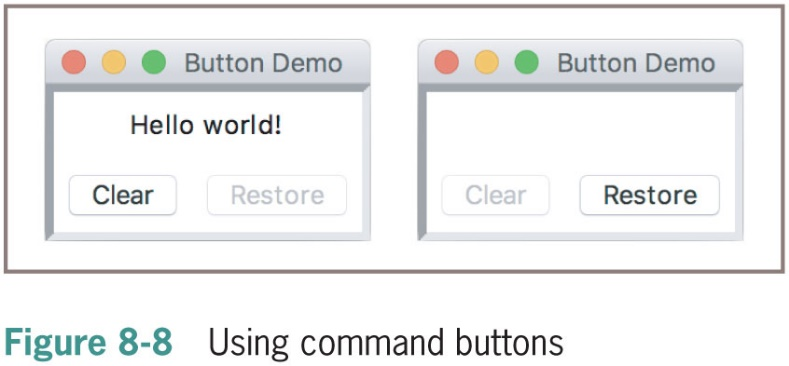 Button Demo
Hello world!
Clear Restore
Button Demo
Clear Restore
Figure 8-8 Using command buttons